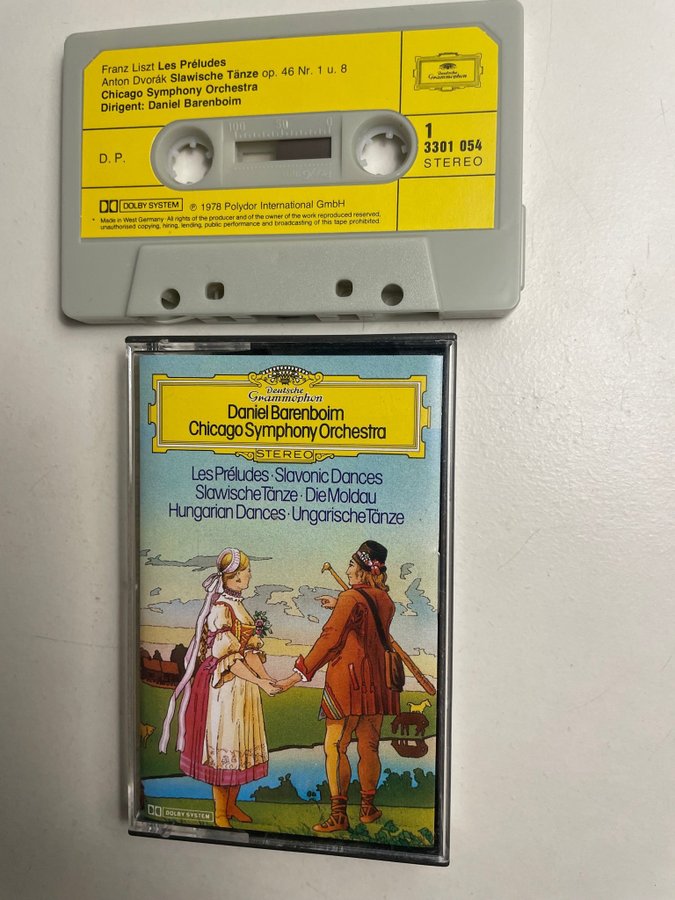 Franz Liszt Les Préludes
Anton Dvorák Slawische Tänze op. 46 Nr. 1 u. 8
Chicago Symphony Orchestra
Dirigent: Daniel Barenboim
Deutsche
Grammophon
D. P.
100 50 0
1
3301 054
STEREO
DOLBY SYSTEM ℗ 1978 Polydor International GmbH
* Made in West Germany · All rights of the producer and of the owner of the work reproduced reserved,
unauthorised copying, hiring, lending, public performance and broadcasting of this tape prohibited
Deutsche
Grammophon
Daniel Barenboim
Chicago Symphony Orchestra
STEREO
Les Préludes · Slavonic Dances
Slawische Tänze · Die Moldau
Hungarian Dances · Ungarische Tänze
DOLBY SYSTEM